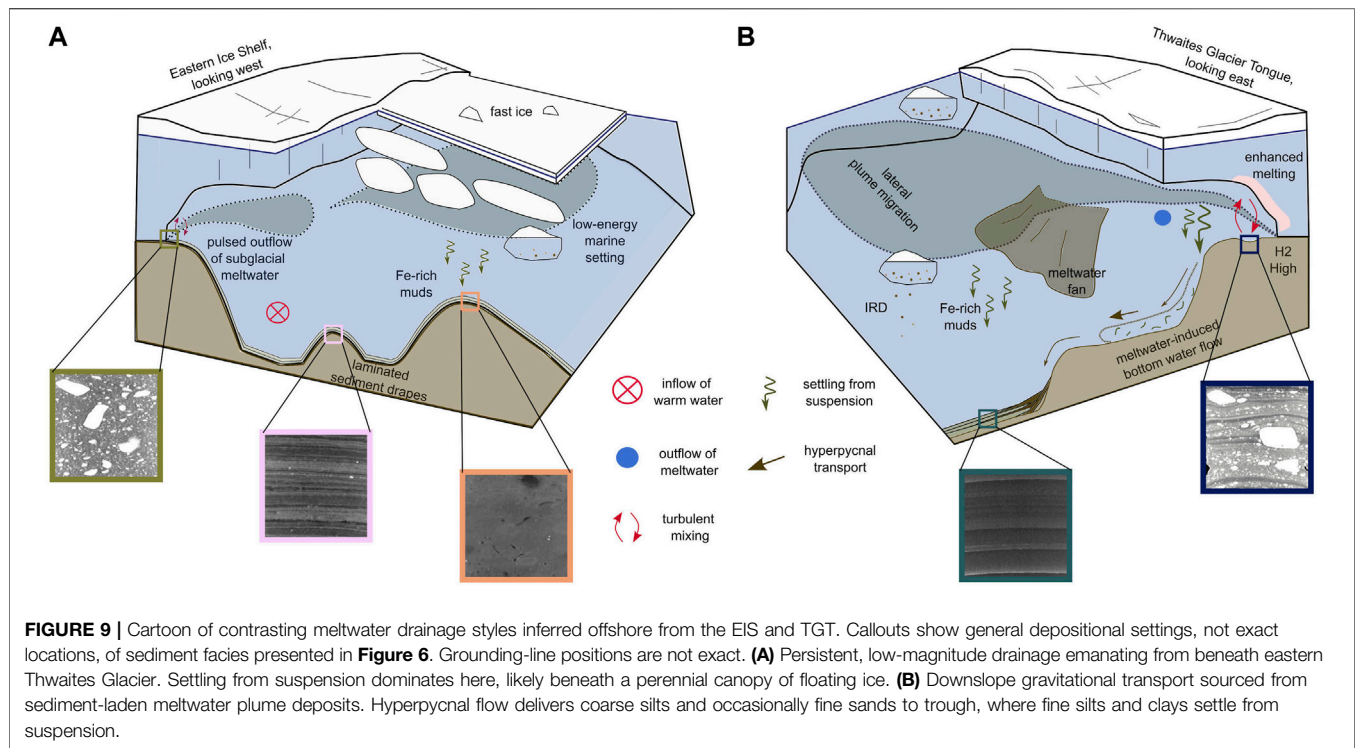 A
Eastern Ice Shelf,
looking west
fast ice
pulsed outflow
of subglacial
meltwater
low-energy
marine
setting
Fe-rich
muds
laminated
sediment drapes
B
Thwaites Glacier Tongue,
looking east
enhanced
melting
lateral
plume migration
meltwater
fan
H2
High
IRD
Fe-rich
muds
meltwater-induced
bottom water flow
inflow of
warm water
settling from
suspension
outflow of
meltwater
hyperpycnal
transport
turbulent
mixing
FIGURE 9 | Cartoon of contrasting meltwater drainage styles inferred offshore from the EIS and TGT. Callouts show general depositional settings, not exact
locations, of sediment facies presented in Figure 6. Grounding-line positions are not exact. (A) Persistent, low-magnitude drainage emanating from beneath eastern
Thwaites Glacier. Settling from suspension dominates here, likely beneath a perennial canopy of floating ice. (B) Downslope gravitational transport sourced from
sediment-laden meltwater plume deposits. Hyperpycnal flow delivers coarse silts and occasionally fine sands to trough, where fine silts and clays settle from
suspension.